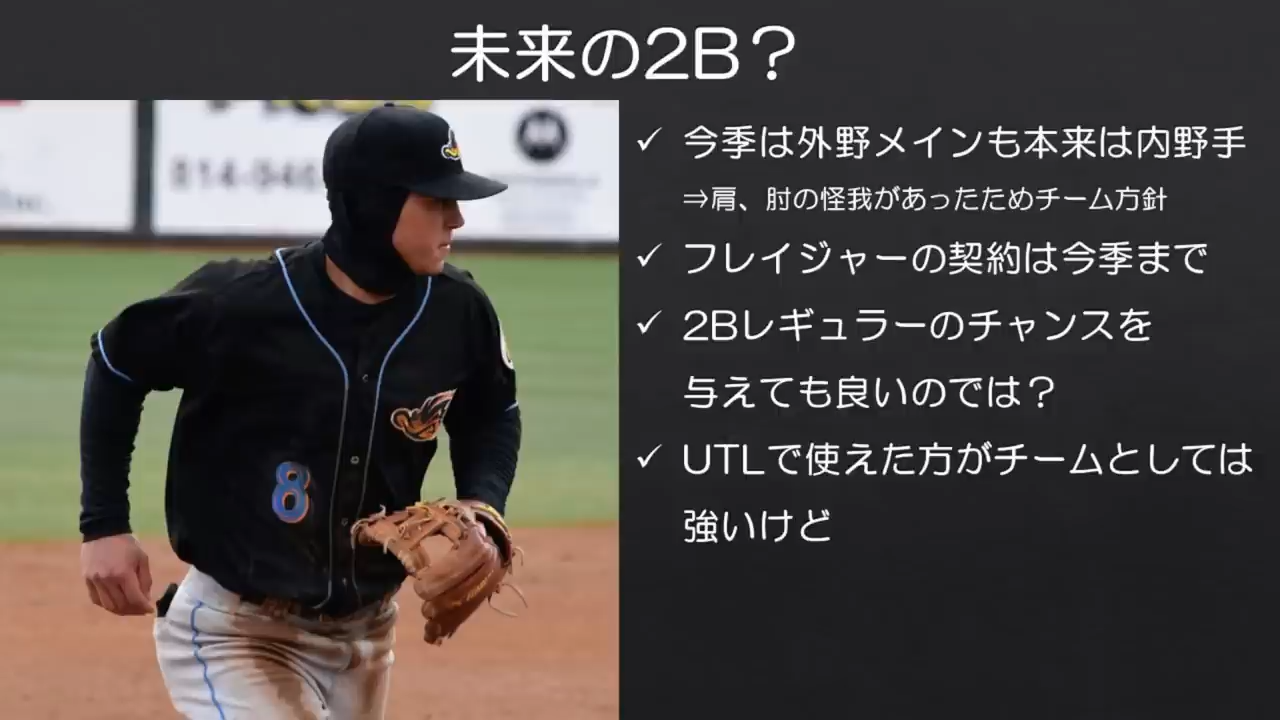 未来の2B？
✓ 今季は外野メインも本来は内野手
⇒肩、肘の怪我があったためチーム方針
✓ フレイジャーの契約は今季まで
✓ 2Bレギュラーのチャンスを
与えても良いのでは？
✓ UTLで使えた方がチームとしては
強いけど
8